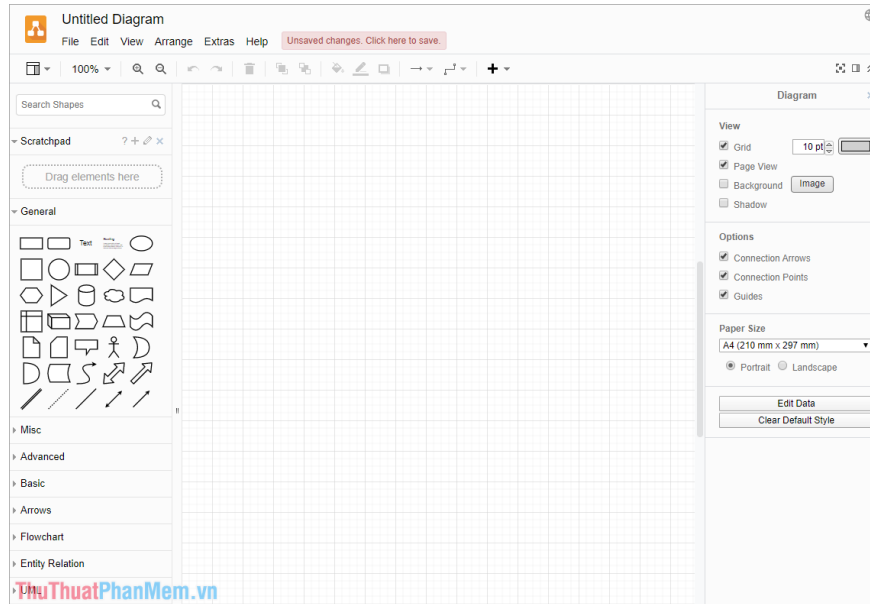 Untitled Diagram
File Edit View Arrange Extras Help Unsaved changes. Click here to save.
100%
Search Shapes
Scratchpad ?
Drag elements here
General
Text
Misc
Advanced
Basic
Arrows
Flowchart
Entity Relation
UML
ThuThuatPhanMem.vn
Diagram
View
Grid 10 pt
Page View
Background Image
Shadow
Options
Connection Arrows
Connection Points
Guides
Paper Size
A4 (210 mm x 297 mm)
Portrait Landscape
Edit Data
Clear Default Style